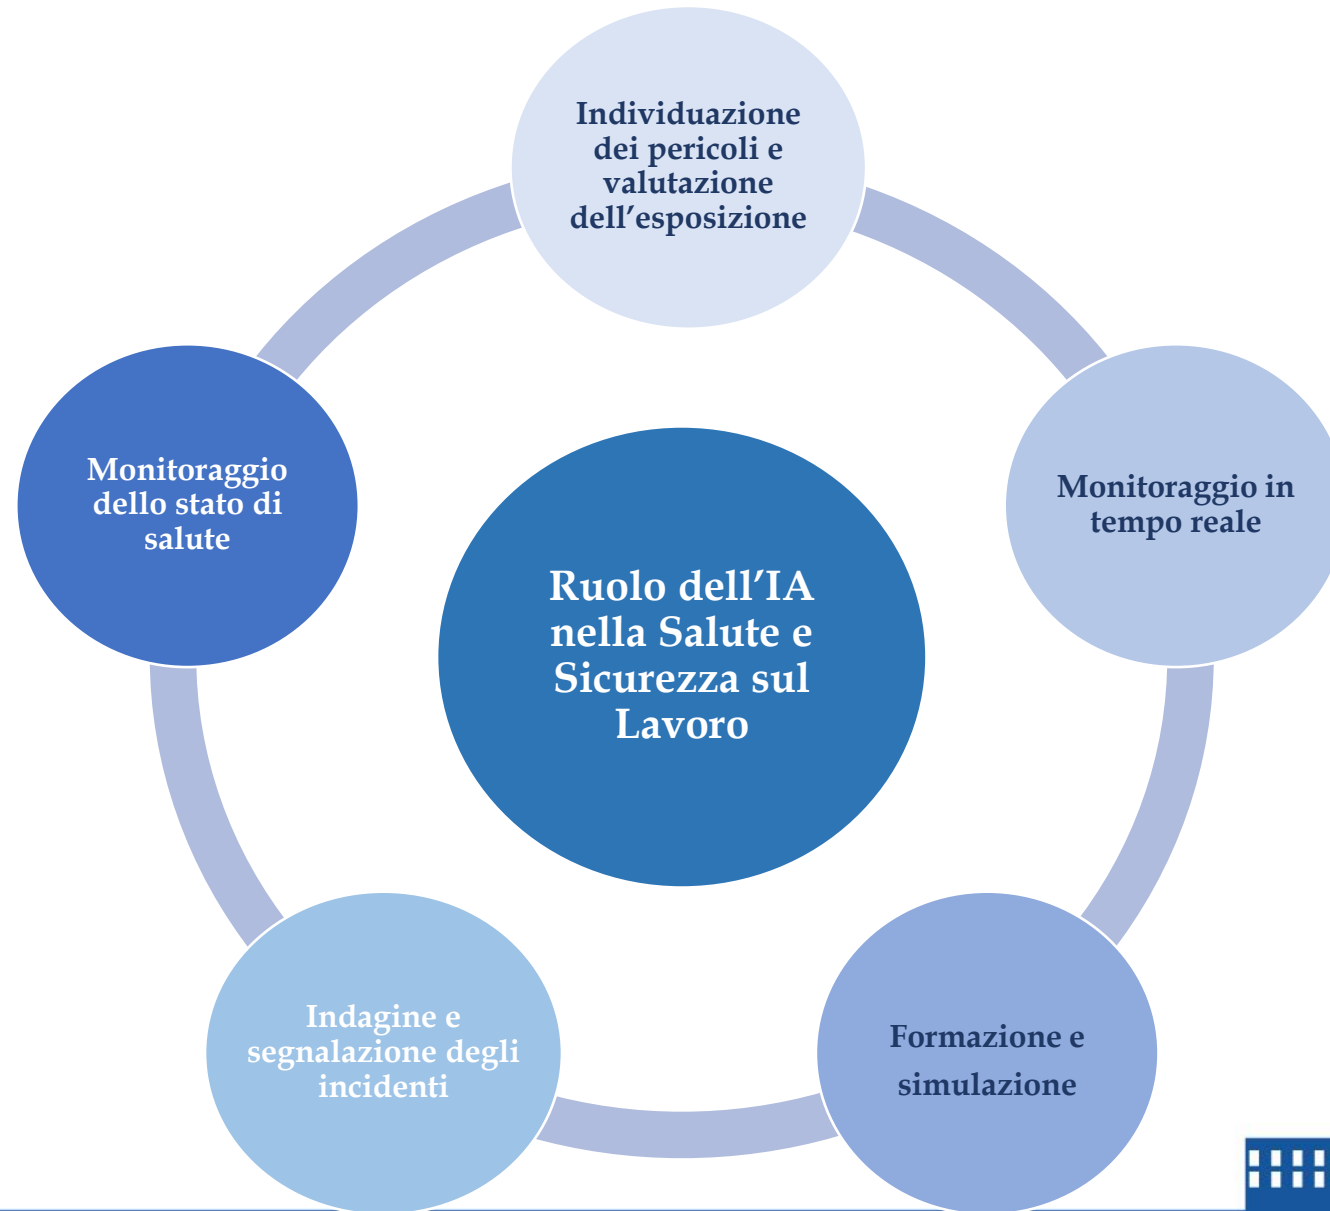 Individuazione
dei pericoli e
valutazione
dell’esposizione
Monitoraggio in
tempo reale
Formazione e
simulazione
Indagine e
segnalazione degli
incidenti
Monitoraggio
dello stato di
salute
Ruolo dell’IA
nella Salute e
Sicurezza sul
Lavoro